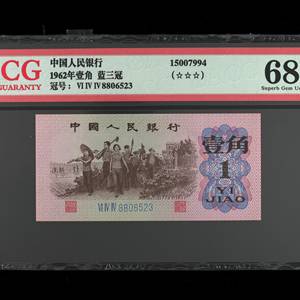 CG
GUARANTY
中国人民银行
1962年壹角 蓝三冠
冠号： VI IV IV 8806523
15007994
(☆☆☆)
68
Superb Gem Un
中国人民银行
壹角
1
YI
JIAO
VI IV IV 8806523